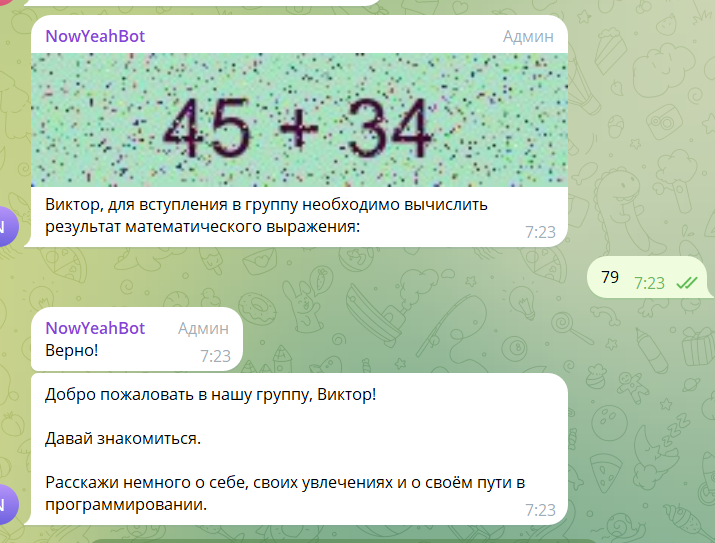 NowYeahBot Админ
45 + 34
Виктор, для вступления в группу необходимо вычислить
результат математического выражения:
7:23
79 7:23
NowYeahBot Админ
Верно! 7:23
Добро пожаловать в нашу группу, Виктор!
Давай знакомиться.
Расскажи немного о себе, своих увлечениях и о своём пути в
программировании. 7:23